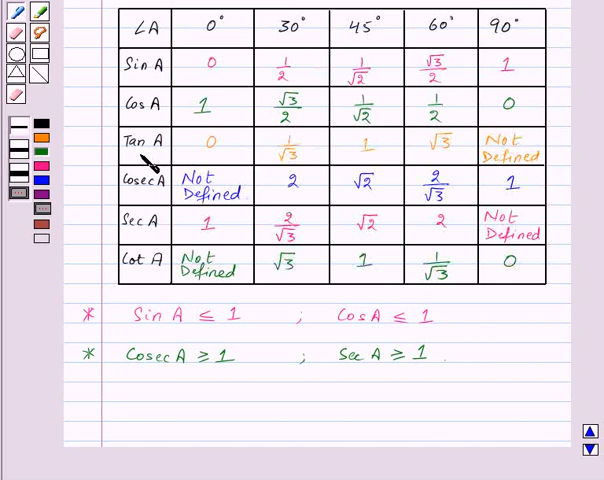 ∠A 0° 30° 45° 60° 90°
Sin A 0 1/2 1/√2 √3/2 1
Cos A 1 √3/2 1/√2 1/2 0
Tan A 0 1/√3 1 √3 Not Defined
Cosec A Not Defined 2 √2 2/√3 1
Sec A 1 2/√3 √2 2 Not Defined
Cot A Not Defined √3 1 1/√3 0
* Sin A ≤ 1 ; Cos A ≤ 1
* Cosec A ≥ 1 ; Sec A ≥ 1 .